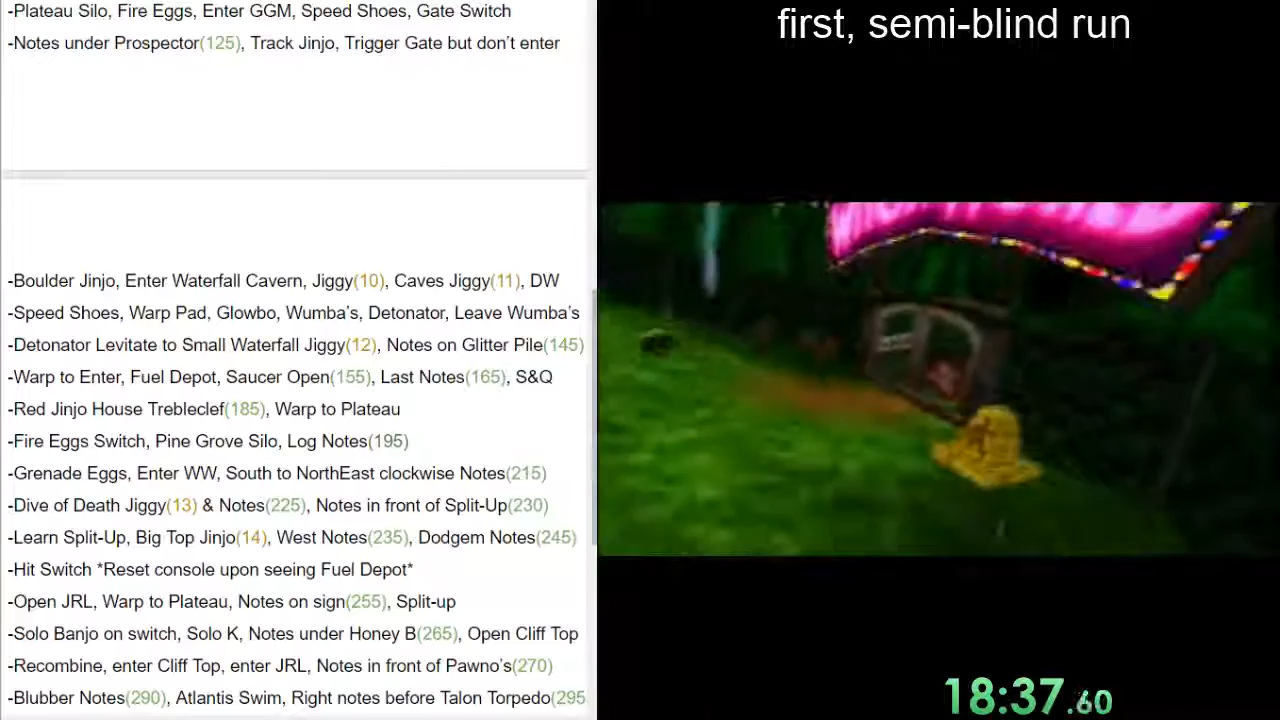 -Plateau Silo, Fire Eggs, Enter GGM, Speed Shoes, Gate Switch
-Notes under Prospector(125), Track Jinjo, Trigger Gate but don't enter
-Boulder Jinjo, Enter Waterfall Cavern, Jiggy(10), Caves Jiggy(11), DW
-Speed Shoes, Warp Pad, Glowbo, Wumba's, Detonator, Leave Wumba's
-Detonator Levitate to Small Waterfall Jiggy(12), Notes on Glitter Pile(145)
-Warp to Enter, Fuel Depot, Saucer Open(155), Last Notes(165), S&Q
-Red Jinjo House Trebleclef(185), Warp to Plateau
-Fire Eggs Switch, Pine Grove Silo, Log Notes(195)
-Grenade Eggs, Enter WW, South to NorthEast clockwise Notes(215)
-Dive of Death Jiggy(13) & Notes(225), Notes in front of Split-Up(230)
-Learn Split-Up, Big Top Jinjo(14), West Notes(235), Dodgem Notes(245)
-Hit Switch *Reset console upon seeing Fuel Depot*
-Open JRL, Warp to Plateau, Notes on sign(255), Split-up
-Solo Banjo on switch, Solo K, Notes under Honey B(265), Open Cliff Top
-Recombine, enter Cliff Top, enter JRL, Notes in front of Pawno's(270)
-Blubber Notes(290), Atlantis Swim, Right notes before Talon Torpedo(295
first, semi-blind run
18:37.60